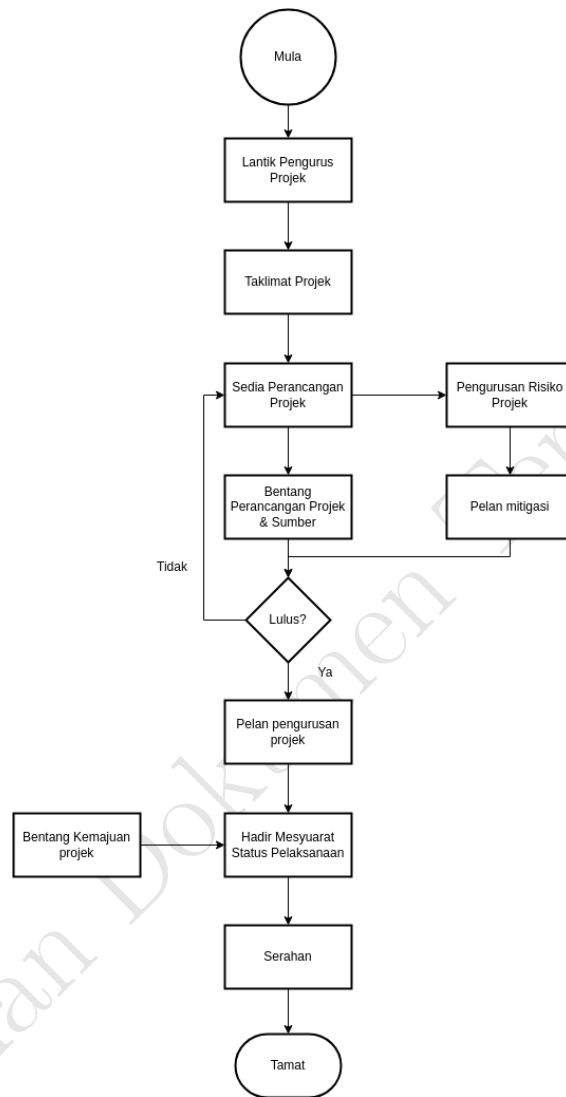 Mula
Lantik Pengurus
Projek
Taklimat Projek
Sedia Perancangan
Projek
Pengurusan Risiko
Projek
Bentang
Perancangan Projek
& Sumber
Pelan mitigasi
Tidak
Lulus?
Ya
Pelan pengurusan
projek
Bentang Kemajuan
projek
Hadir Mesyuarat
Status Pelaksanaan
Serahan
Tamat
Dokumen